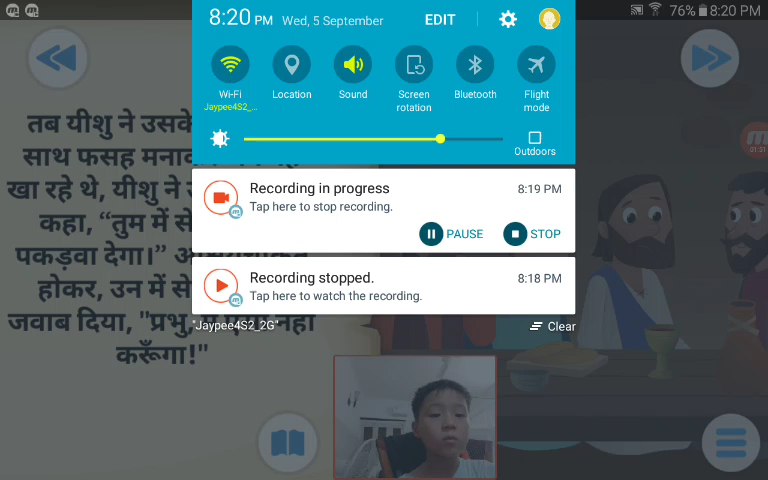 8:20 PM Wed, 5 September EDIT
76% 8:20 PM
Wi-Fi
Jaypee4S2_...
Location
Sound
Screen
rotation
Bluetooth
Flight
mode
Outdoors
01:51
Recording in progress 8:19 PM
Tap here to stop recording.
PAUSE STOP
Recording stopped. 8:18 PM
Tap here to watch the recording.
"Jaypee4S2_2G" Clear
तब यीशु ने उसके
साथ फसह
खा रहे थे, यीशु ने
कहा, “तुम में से
पकड़वा देगा।”
होकर, उन में से
जवाब दिया, "प्रभु,
करूँगा!"